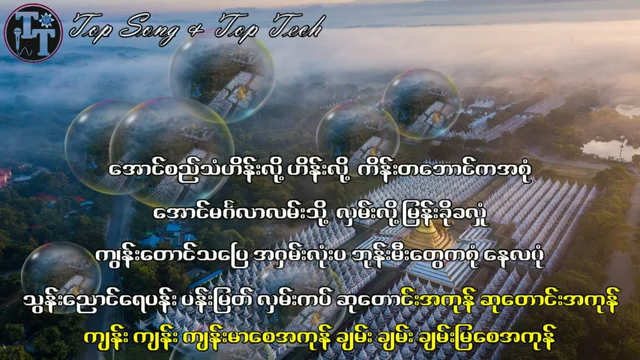 Top Song & Top Tech
TT
အောင်စည်သံဟိန်းလို့ ဟိန်းလို့ ကိန်းတဘောင်ကအစုံ
အောင်မင်္ဂလာလမ်းသို့ လှမ်းလို့မြန်းခိုခလှုံ
ကျွန်းတောင်သပြေ အရှမ်းလုံးပ ဘုန်းမီးတွေကစုံ နေလပုံ
သွန်းညောင်ရေပန်း ပန်းမြတ် လှမ်းကပ် ဆုတောင်းအကုန် ဆုတောင်းအကုန်
ကျန်း ကျန်း ကျန်းမာစေအကုန် ချမ်း ချမ်း ချမ်းမြစေအကုန်